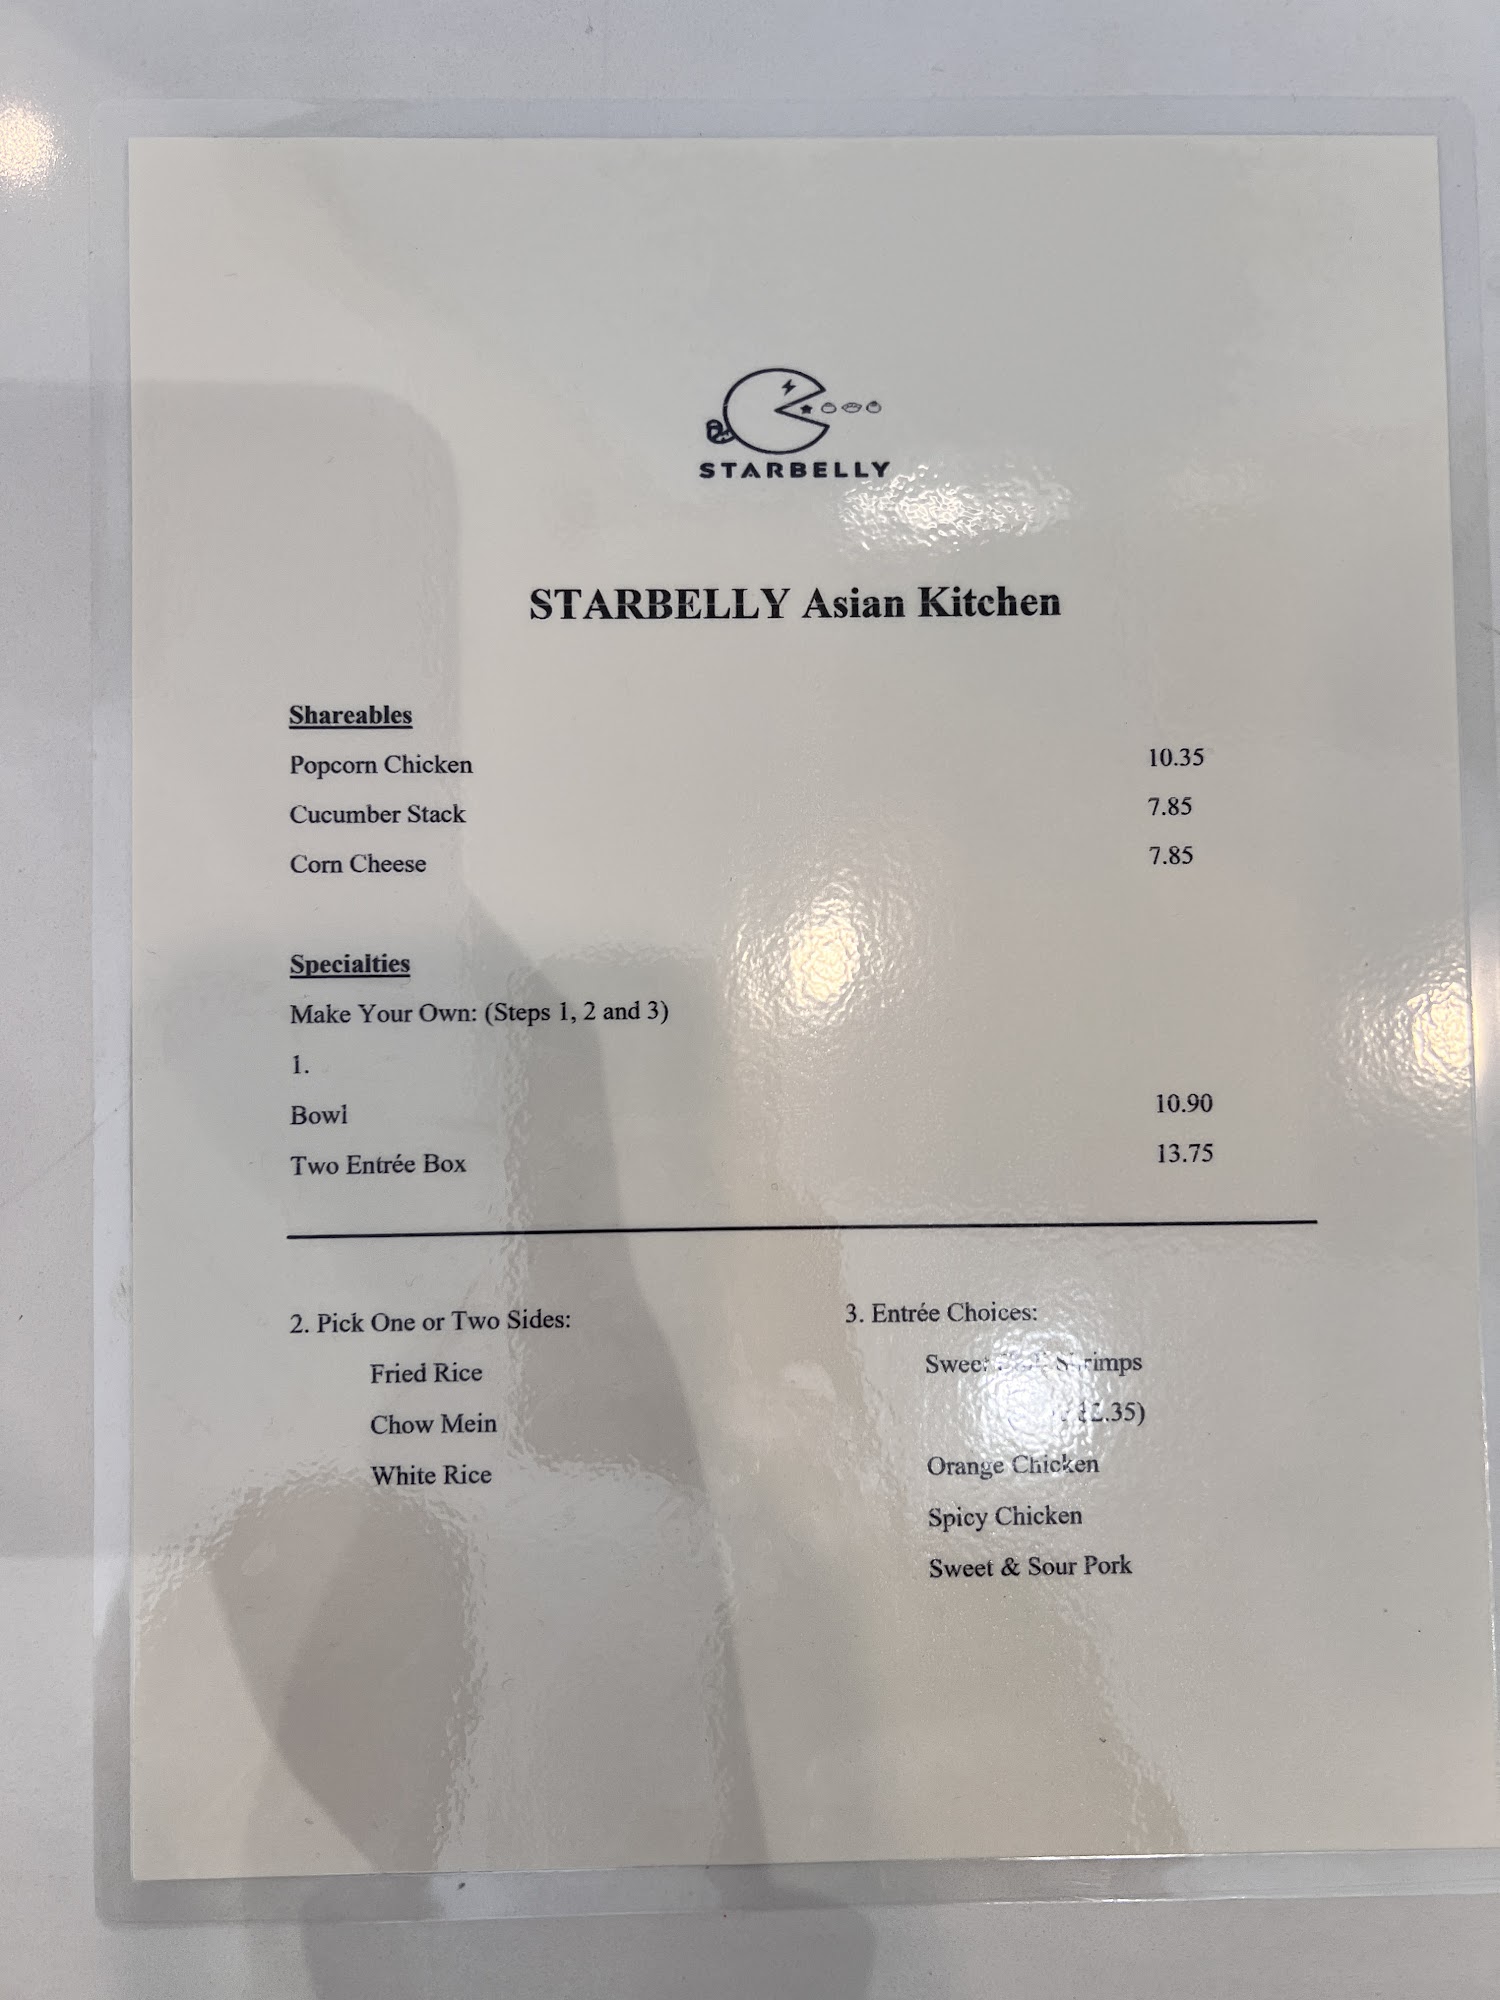 STARBELLY
STARBELLY Asian Kitchen
Shareables
Popcorn Chicken 10.35
Cucumber Stack 7.85
Corn Cheese 7.85
Specialties
Make Your Own: (Steps 1, 2 and 3)
1.
Bowl 10.90
Two Entrée Box 13.75
2. Pick One or Two Sides:
Fried Rice
Chow Mein
White Rice
3. Entrée Choices:
Sweet Shrimps
Orange Chicken
Spicy Chicken
Sweet & Sour Pork